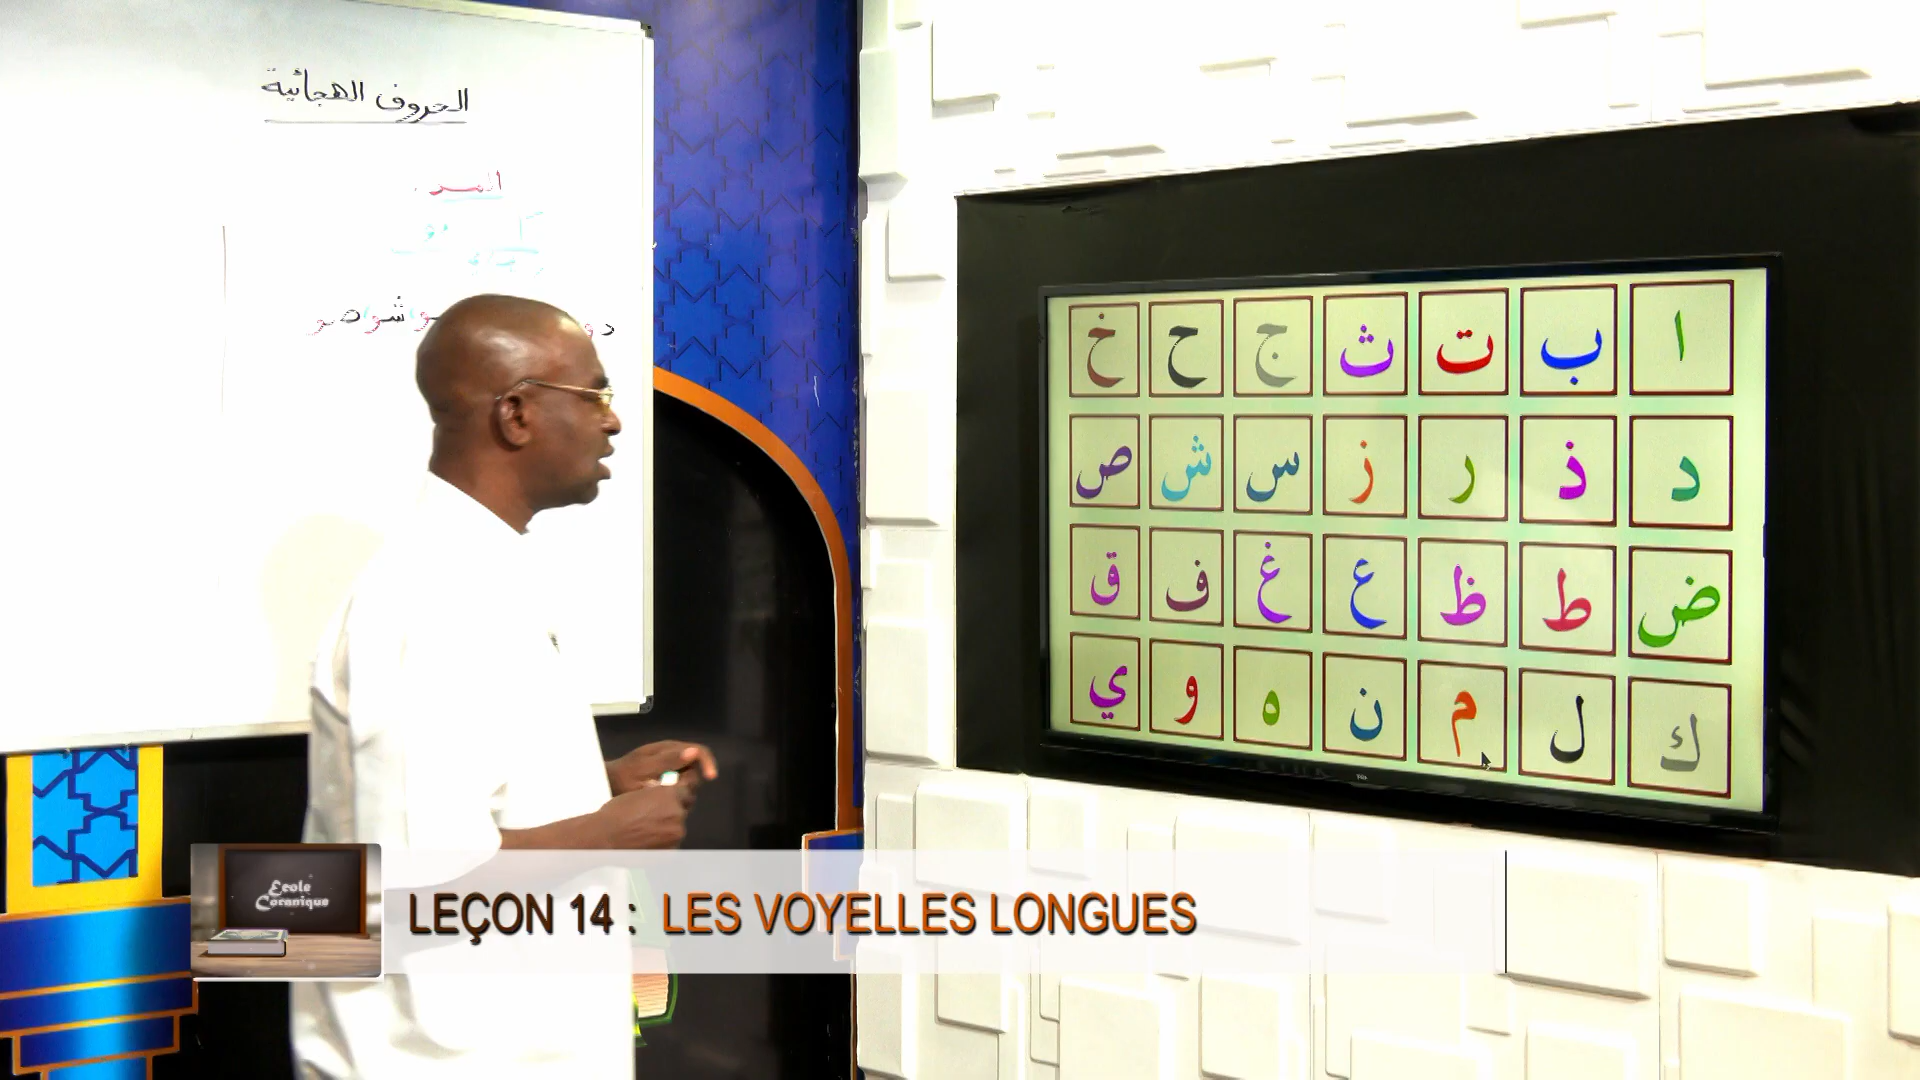 الحروف الهجائية
ا ب ت ث ج ح خ
د ذ ر ز س ش ص
ض ط ظ ع غ ف ق
ك ل م ن ه و ي
Ecole
Coranique
LEÇON 14 : LES VOYELLES LONGUES